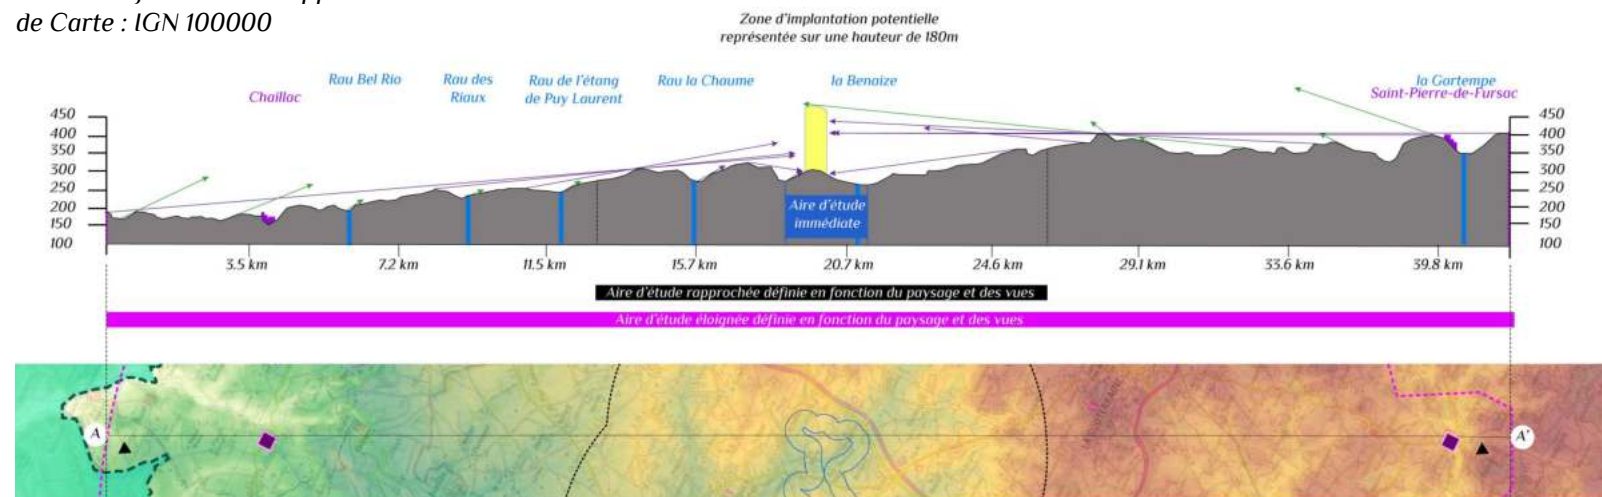 de Carte : IGN 100000
Zone d'implantation potentielle
représentée sur une hauteur de 180m
Rau Bel Rio
Rau des
Riaux
Rau de l'étang
de Puy Laurent
Rau la Chaume
la Benaize
la Gartempe
Chaillac
Saint-Pierre-de-Fursac
450
400
350
300
250
200
150
100
450
400
350
300
250
200
150
100
Aire d'étude
immédiate
3.5 km
7.2 km
11.5 km
15.7 km
20.7 km
24.6 km
29.1 km
33.6 km
39.8 km
Aire d'étude rapprochée définie en fonction du paysage et des vues
Aire d'étude éloignée définie en fonction du paysage et des vues
A
A'